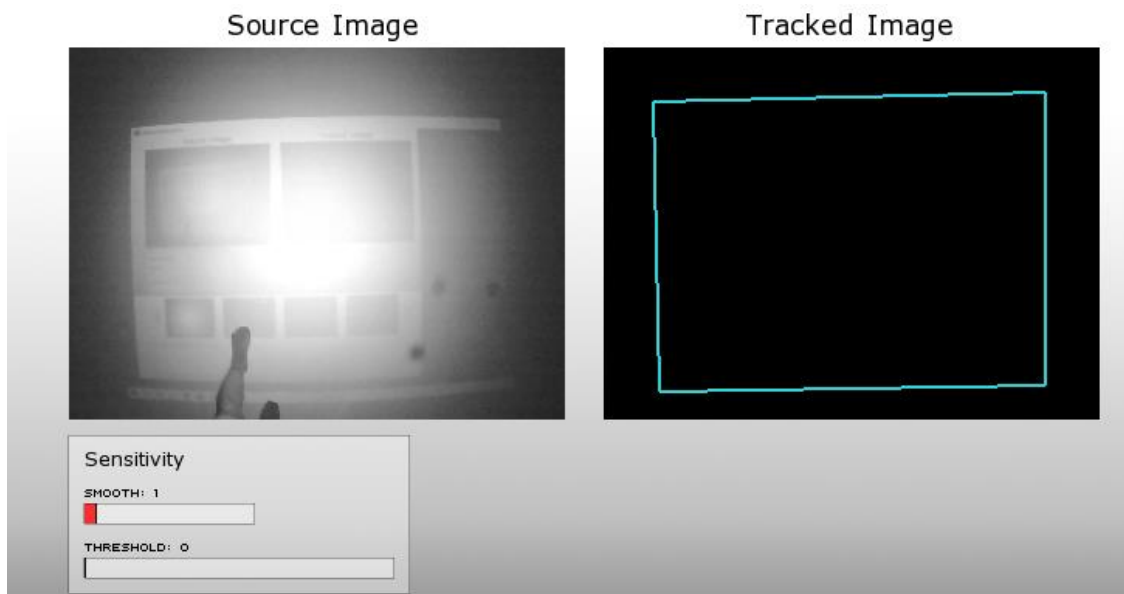 Source Image
Tracked Image
Sensitivity
SMOOTH: 1
THRESHOLD: 0